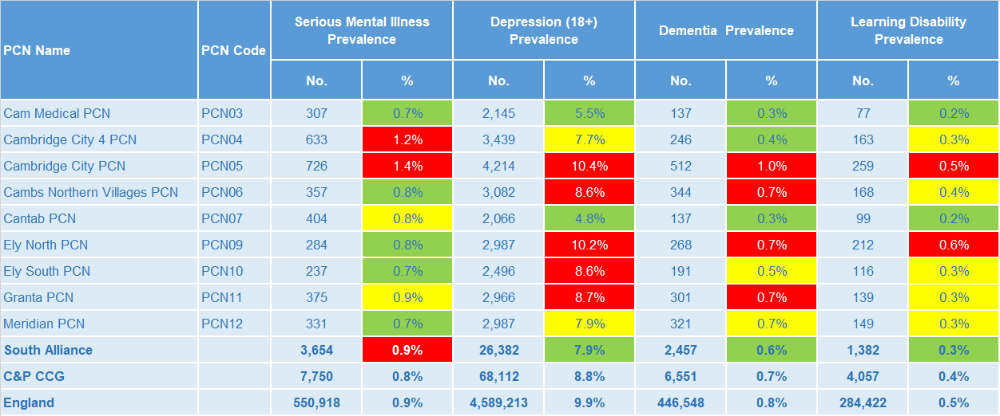 PCN Name PCN Code Serious Mental Illness Prevalence Depression (18+) Prevalence Dementia Prevalence Learning Disability Prevalence
No. % No. % No. % No. %
Cam Medical PCN PCN03 307 0.7% 2,145 5.5% 137 0.3% 77 0.2%
Cambridge City 4 PCN PCN04 633 1.2% 3,439 7.7% 246 0.4% 163 0.3%
Cambridge City PCN PCN05 726 1.4% 4,214 10.4% 512 1.0% 259 0.5%
Cambs Northern Villages PCN PCN06 357 0.8% 3,082 8.6% 344 0.7% 168 0.4%
Cantab PCN PCN07 404 0.8% 2,066 4.8% 137 0.3% 99 0.2%
Ely North PCN PCN09 284 0.8% 2,987 10.2% 268 0.7% 212 0.6%
Ely South PCN PCN10 237 0.7% 2,496 8.6% 191 0.5% 116 0.3%
Granta PCN PCN11 375 0.9% 2,966 8.7% 301 0.7% 139 0.3%
Meridian PCN PCN12 331 0.7% 2,987 7.9% 321 0.7% 149 0.3%
South Alliance 3,654 0.9% 26,382 7.9% 2,457 0.6% 1,382 0.3%
C&P CCG 7,750 0.8% 68,112 8.8% 6,551 0.7% 4,057 0.4%
England 550,918 0.9% 4,589,213 9.9% 446,548 0.8% 284,422 0.5%